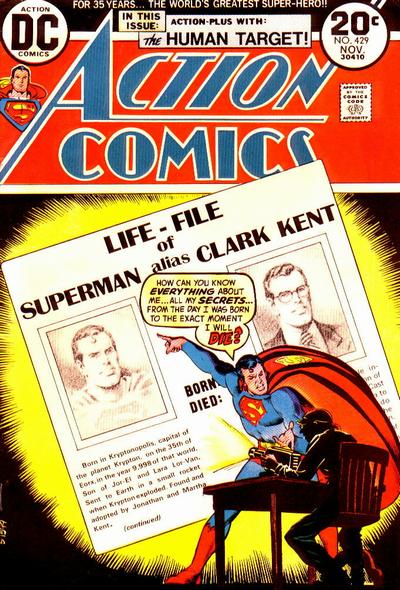 FOR 35 YEARS... THE WORLD'S GREATEST SUPER-HERO!!
ACTION
DC
COMICS
IN THIS
ISSUE:
ACTION-PLUS WITH:
The HUMAN TARGET!
20¢
NO. 429
NOV.
30410
ACTION
COMICS
APPROVED
BY THE
COMICS
CODE
AUTHORITY
LIFE-FILE
of
SUPERMAN alias CLARK KENT
HOW CAN YOU KNOW
EVERYTHING ABOUT
ME...ALL MY SECRETS...
FROM THE DAY I WAS BORN
TO THE EXACT MOMENT
I WILL
DIE?
BORN
DIED:
Born in Kryptonopolis, capital of
the planet Krypton, on the 35th of
Eorx, in the year 9,998 of that world.
Son of Jor-El and Lara Lor-Van.
Sent to Earth in a small rocket
when Krypton exploded. Found and
adopted by Jonathan and Marth
Kent.
(continued)